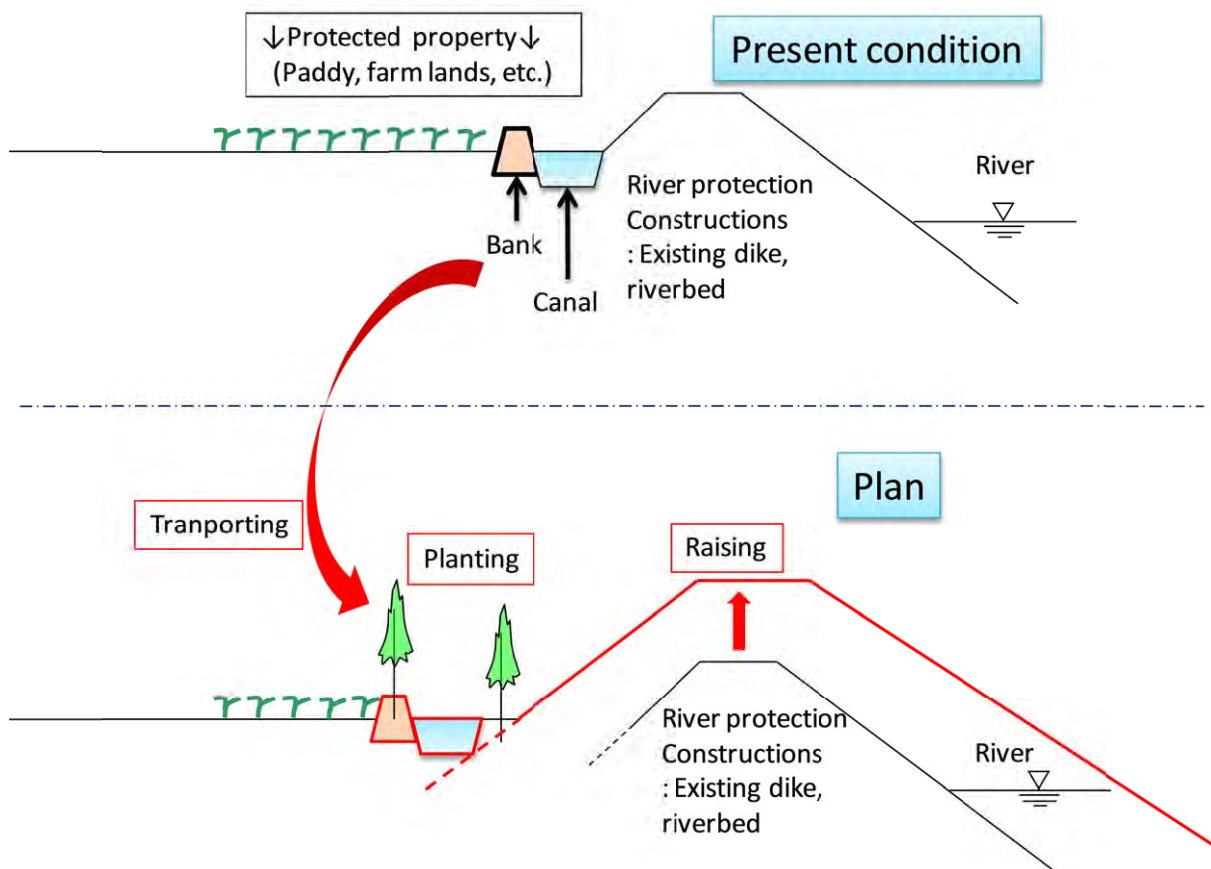 ↓Protected property↓
(Paddy, farm lands, etc.)
Present condition
River protection
Constructions
: Existing dike,
riverbed
River
Bank
Canal
Plan
Tranporting
Planting
Raising
River protection
Constructions
: Existing dike,
riverbed
River